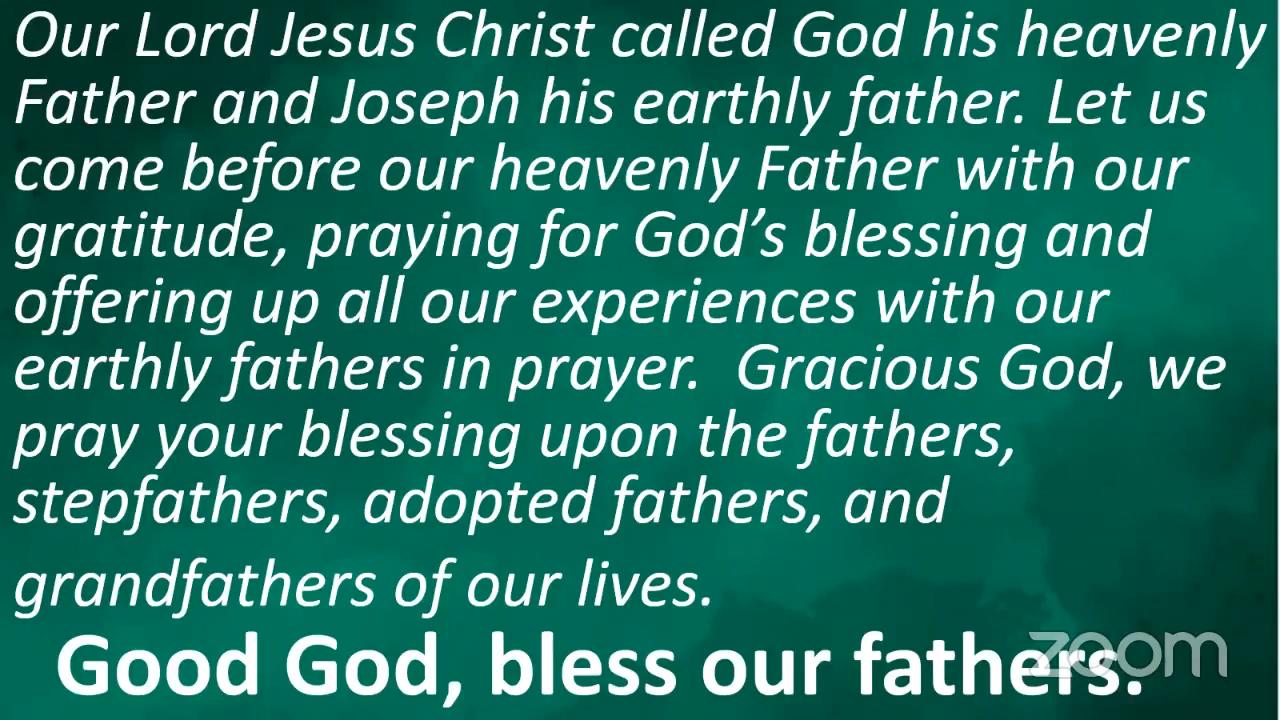 Our Lord Jesus Christ called God his heavenly
Father and Joseph his earthly father. Let us
come before our heavenly Father with our
gratitude, praying for God’s blessing and
offering up all our experiences with our
earthly fathers in prayer.  Gracious God, we
pray your blessing upon the fathers,
stepfathers, adopted fathers, and
grandfathers of our lives.
Good God, bless our fathers.
zoom